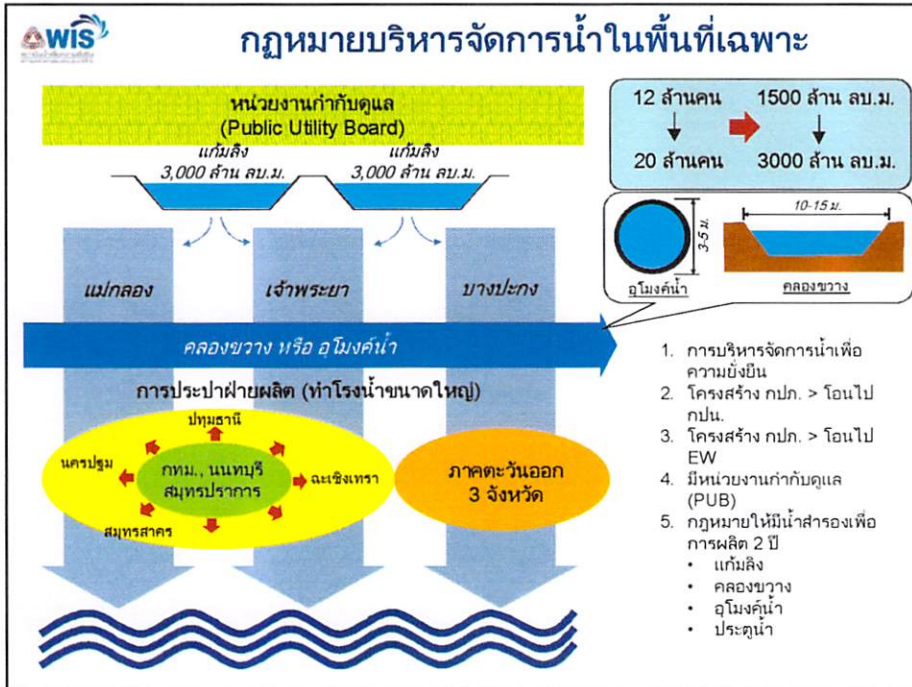 WIS
กฎหมายบริหารจัดการน้ำในพื้นที่เฉพาะ
หน่วยงานกำกับดูแล
(Public Utility Board)
แก้มลิง
3,000 ล้าน ลบ.ม.
แก้มลิง
3,000 ล้าน ลบ.ม.
12 ล้านคน
1500 ล้าน ลบ.ม.
20 ล้านคน
3000 ล้าน ลบ.ม.
10-15 ม.
3-5 ม.
อุโมงค์น้ำ
คลองขวาง
แม่กลอง
เจ้าพระยา
บางปะกง
คลองขวาง หรือ อุโมงค์น้ำ
การประปาฝ่ายผลิต (ทำโรงน้ำขนาดใหญ่)
ปทุมธานี
นครปฐม
กทม., นนทบุรี
สมุทรปราการ
ฉะเชิงเทรา
สมุทรสาคร
ภาคตะวันออก
3 จังหวัด
1. การบริหารจัดการน้ำเพื่อ
ความยั่งยืน
2. โครงสร้าง กปภ. > โอนไป
กปน.
3. โครงสร้าง กปภ. > โอนไป
EW
4. มีหน่วยงานกำกับดูแล
(PUB)
5. กฎหมายให้มีน้ำสำรองเพื่อ
การผลิต 2 ปี
• แก้มลิง
• คลองขวาง
• อุโมงค์น้ำ
• ประตูน้ำ